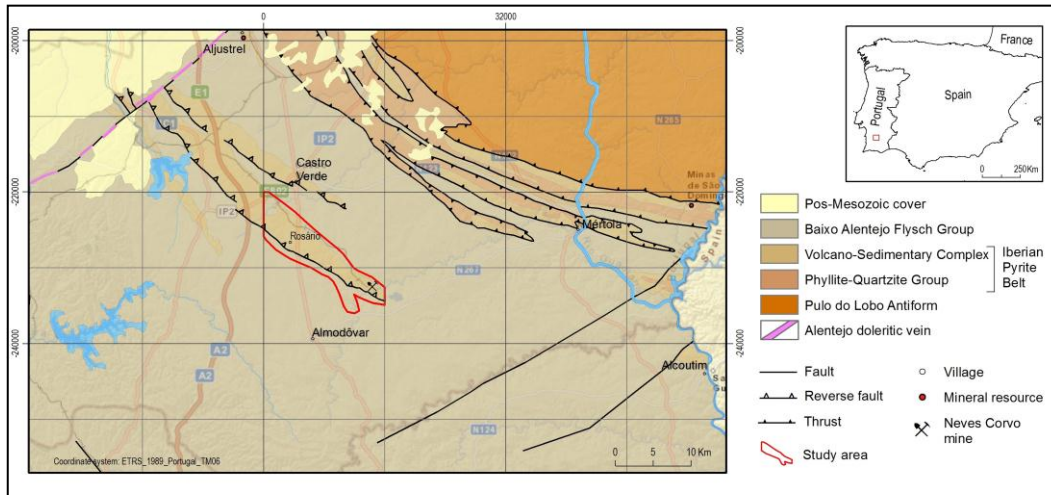 0
32000
-200000
-220000
-240000
-200000
-220000
-240000
Aljustrel
E1
IP1
IP2
N 265
Castro
Verde
Minas
de São
Domingo
IP2
Rosário
Mértola
Spain
N 267
Almodôvar
A2
A2
Alcoutim
N124
0 5 10 Km
Coordinate system: ETRS_1989_Portugal_TM06
France
Portugal
Spain
0 250Km
Pos-Mesozoic cover
Baixo Alentejo Flysch Group
Volcano-Sedimentary Complex
Phyllite-Quartzite Group
Iberian
Pyrite
Belt
Pulo do Lobo Antiform
Alentejo doleritic vein
Fault
Reverse fault
Thrust
Study area
Village
Mineral resource
Neves Corvo
mine